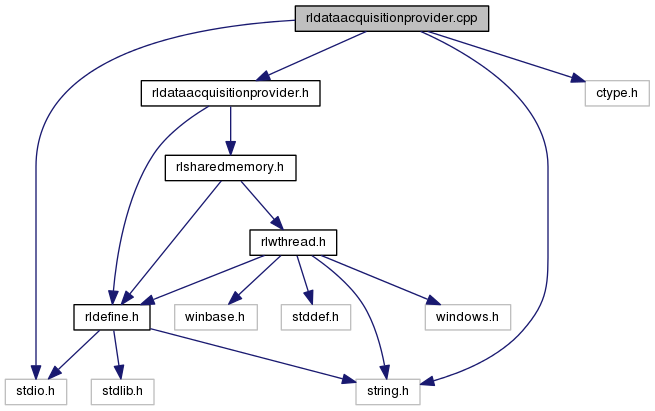 rldataacquisitionprovider.cpp
rldataacquisitionprovider.h
ctype.h
rlsharedmemory.h
rlwthread.h
rldefine.h
winbase.h
stddef.h
windows.h
stdio.h
stdlib.h
string.h